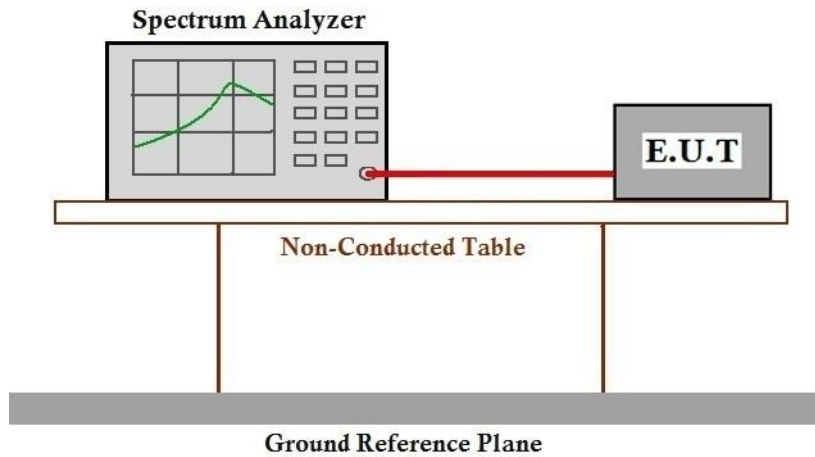 Spectrum Analyzer
E.U.T
Non-Conducted Table
Ground Reference Plane